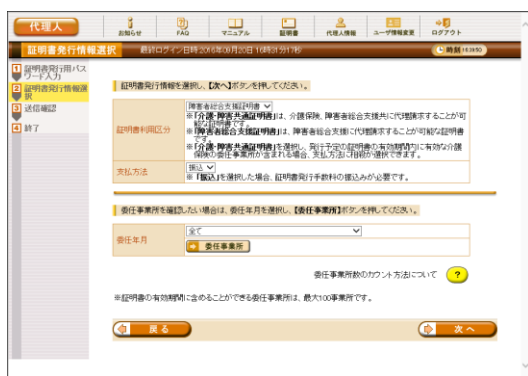 代理人
お知らせ FAQ マニュアル 証明書 代理人情報 ユーザ情報変更 ログアウト
証明書発行情報選択 最終ログイン日時:2016年09月20日 16時31分17秒 時刻
1 証明書発行用パスワード入力
2 証明書発行情報選択
3 送信確認
4 終了
証明書発行情報を選択し、【次へ】ボタンを押してください。
証明書利用区分 障害者総合支援証明書
※『介護・障害共通証明書』は、介護保険、障害者総合支援共に代理請求することが可能な証明書です。
※『障害者総合支援証明書』は、障害者総合支援に代理請求することが可能な証明書です。
※『介護・障害共通証明書』を選択し、発行予定の証明書の有効期間内に有効な介護保険の委任事業所が含まれる場合、支払方法に相殺が選択できます。
支払方法 振込
※『振込』を選択した場合、証明書発行手数料の振込みが必要です。
委任事業所を確認したい場合は、委任年月を選択し、【委任事業所】ボタンを押してください。
委任年月 全て
委任事業所
委任事業所数のカウント方法について ?
※証明書の有効期間に含めることができる委任事業所は、最大100事業所です。
戻る 次へ